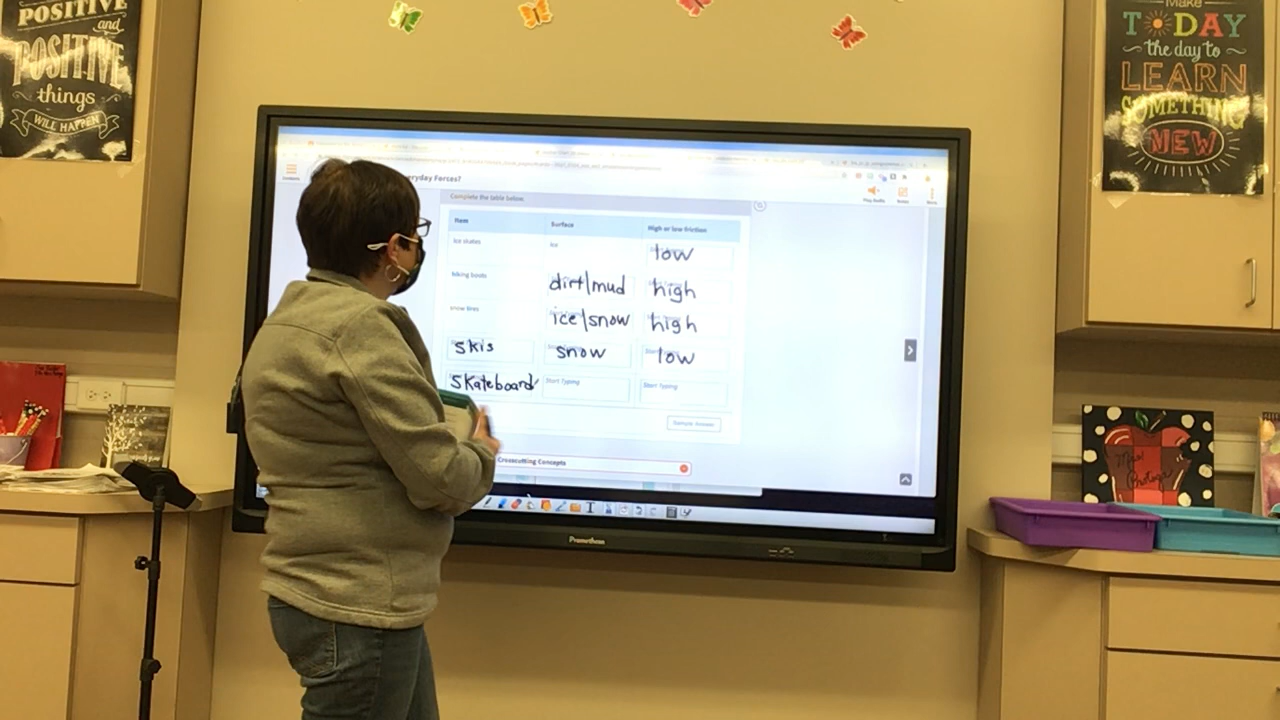 POSITIVE
and
POSITIVE
things
WILL HAPPEN
Make
TODAY
the day to
LEARN
SOMETHING
NEW
eryday Forces?
Complete the table below.
Item Surface High or low friction
Ice skates Ice low
hiking boots dirt/mud high
snow tires ice/snow high
skis snow low
skateboard Start Typing Start Typing
Sample Answer
Crosscutting Concepts
Promethean